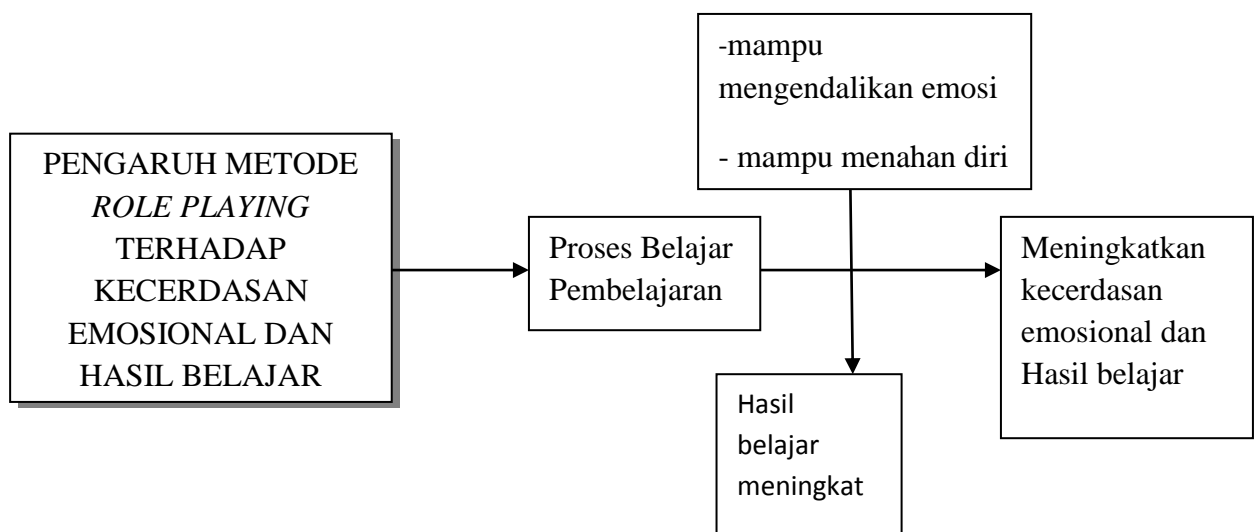 PENGARUH METODE
ROLE PLAYING
TERHADAP
KECERDASAN
EMOSIONAL DAN
HASIL BELAJAR
Proses Belajar
Pembelajaran
-mampu
mengendalikan emosi
- mampu menahan diri
Hasil
belajar
meningkat
Meningkatkan
kecerdasan
emosional dan
Hasil belajar